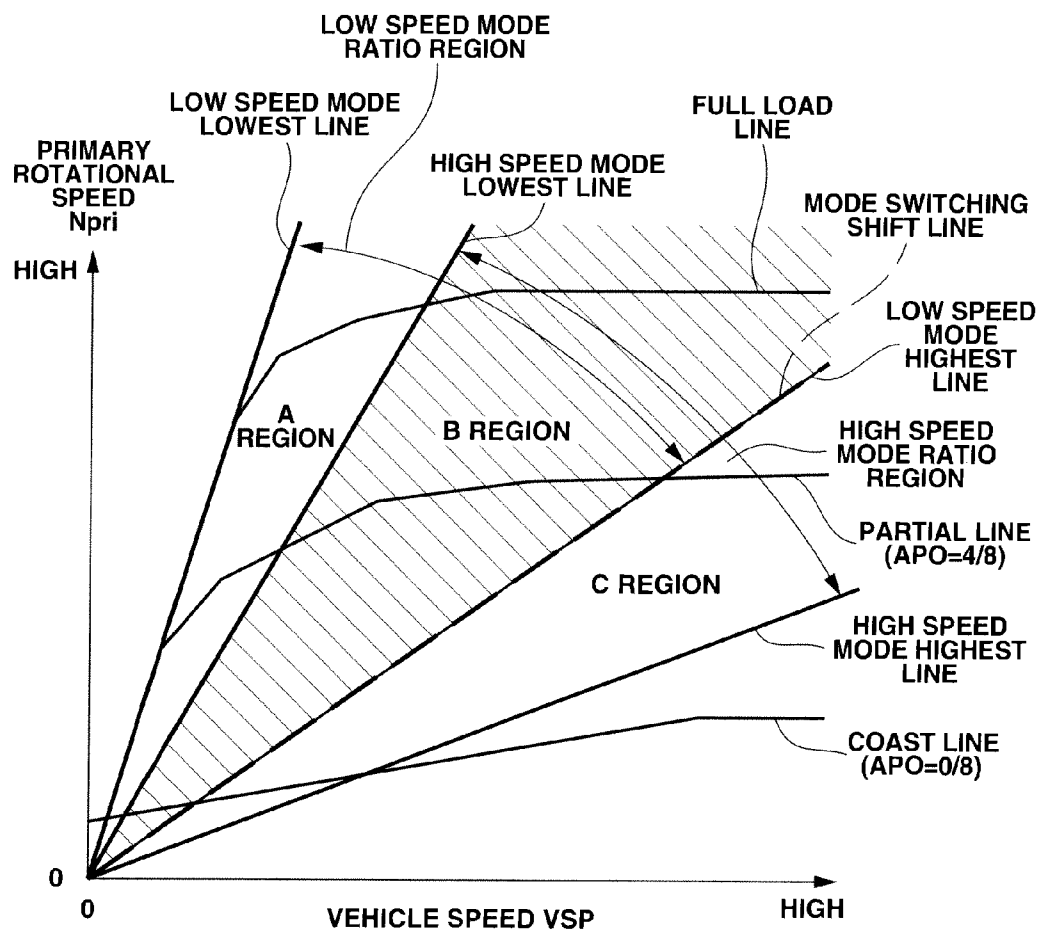 LOW SPEED MODE
RATIO REGION
LOW SPEED MODE
LOWEST LINE
FULL LOAD
LINE
PRIMARY
ROTATIONAL
SPEED
Npri
HIGH SPEED MODE
LOWEST LINE
MODE SWITCHING
SHIFT LINE
HIGH
LOW SPEED
MODE
HIGHEST
LINE
A
REGION
B REGION
HIGH SPEED
MODE RATIO
REGION
PARTIAL LINE
(APO=4/8)
C REGION
HIGH SPEED
MODE HIGHEST
LINE
COAST LINE
(APO=0/8)
0
0
VEHICLE SPEED VSP
HIGH